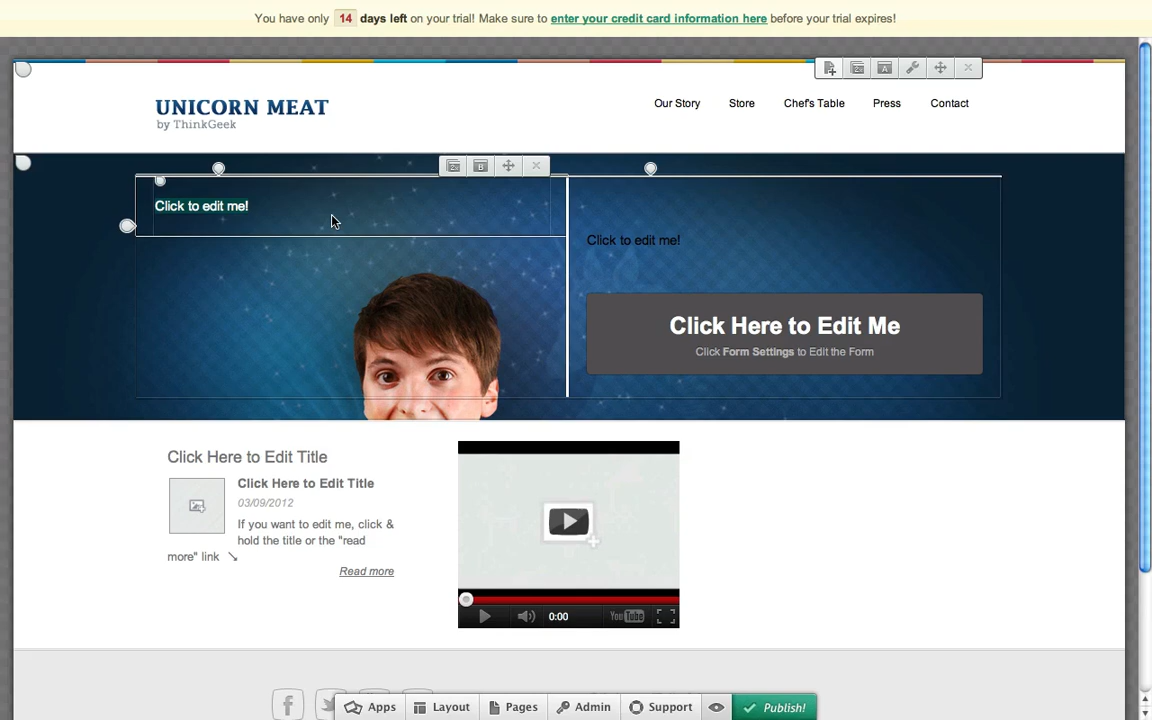 You have only 14 days left on your trial! Make sure to enter your credit card information here before your trial expires!
A
UNICORN MEAT
by ThinkGeek
Our Story Store Chef's Table Press Contact
B
Click to edit me!
Click to edit me!
Click Here to Edit Me
Click Form Settings to Edit the Form
Click Here to Edit Title
Click Here to Edit Title
03/09/2012
If you want to edit me, click &
hold the title or the "read
more" link ↘
Read more
0:00 YouTube
Apps Layout Pages Admin Support Publish!